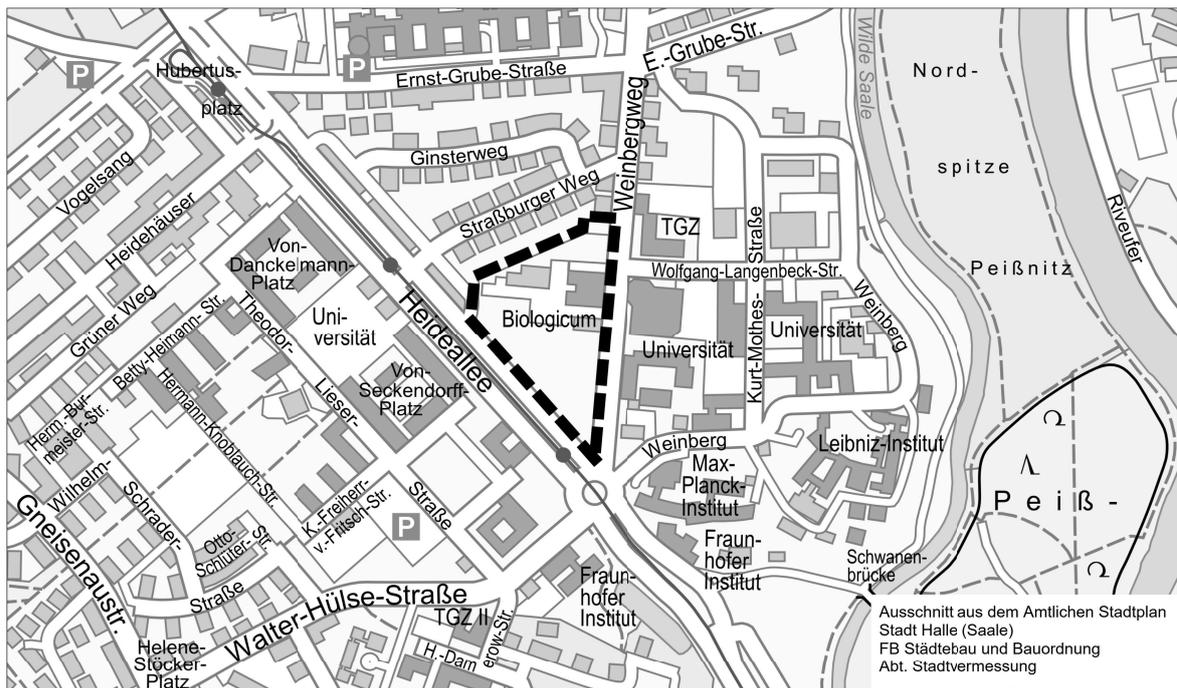 P
P
Hubertus-
platz
Ernst-Grube-Straße
E.-Grube-Str.
Wilde Saale
Nord-
spitze
Peißnitz
Riveufer
Vogelsang
Heidehäuser
Grüner Weg
Ginsterweg
Straßburger Weg
Weinbergweg
TGZ
Wolfgang-Langenbeck-Str.
Kurt-Mothes-Straße
Weinberg
Von-
Danckelmann-
Platz
Uni-
versität
Heideallee
Biologicum
Universität
Universität
Betty-Heimann-Str.
Theodor-
Lieser-
Straße
Von-
Seckendorff-
Platz
Herm.-Bur-
meister-Str.
Hermann-Knoblauch-Str.
Weinberg
Leibniz-Institut
Max-
Planck-
Institut
Wilhelm-
Schrader-
Straße
Otto-
Schlüter-
Str.
K.-Freiherr-
v.-Fritsch-Str.
P
Gneisenaustr.
Fraun-
hofer
Institut
Fraun-
hofer
Institut
Schwanen-
brücke
Peiß-
Walter-Hülse-Straße
TGZ II
H.-Dam
erow-Str.
Helene-
Stöcker-
Platz
Ausschnitt aus dem Amtlichen Stadtplan
Stadt Halle (Saale)
FB Städtebau und Bauordnung
Abt. Stadtvermessung